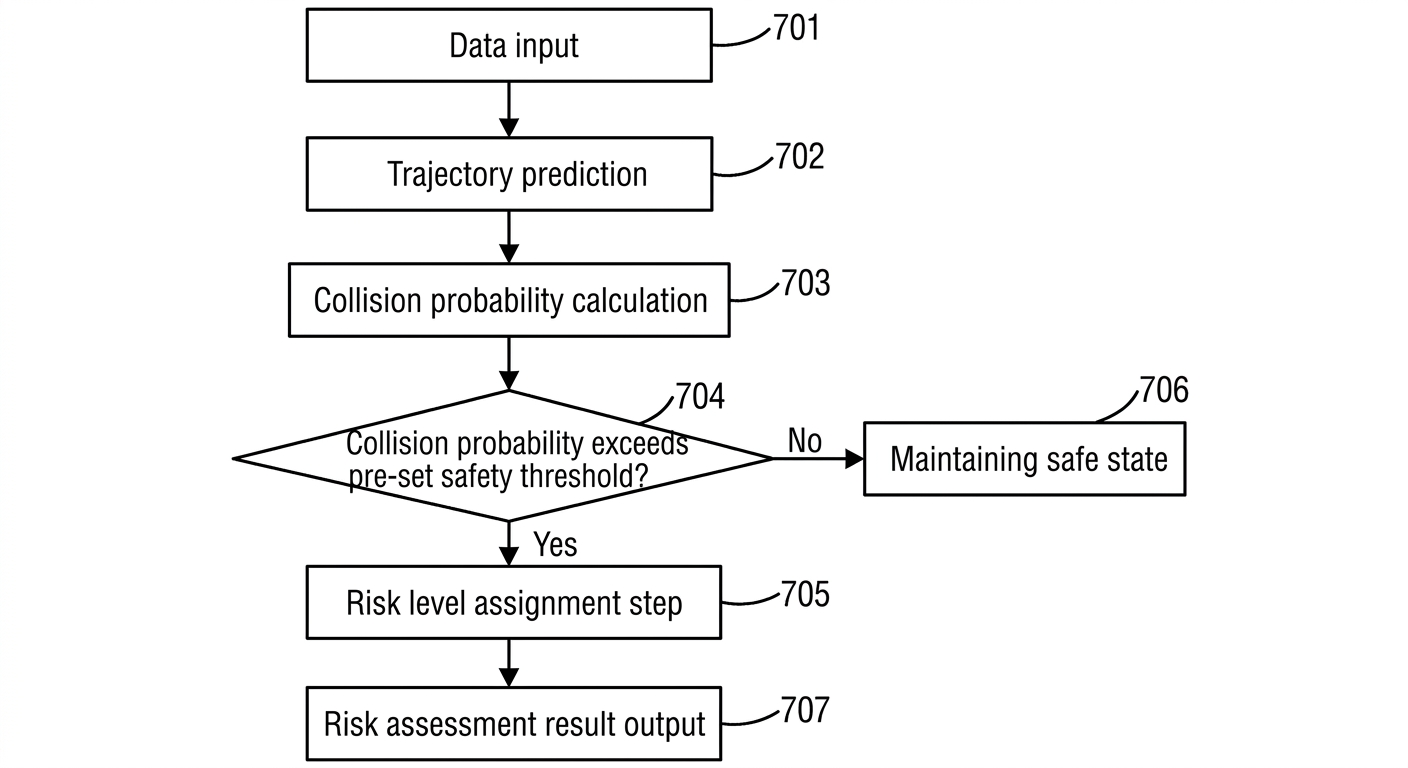 Data input
701
Trajectory prediction
702
Collision probability calculation
703
704
Collision probability exceeds
pre-set safety threshold?
No
706
Maintaining safe state
Yes
Risk level assignment step
705
Risk assessment result output
707